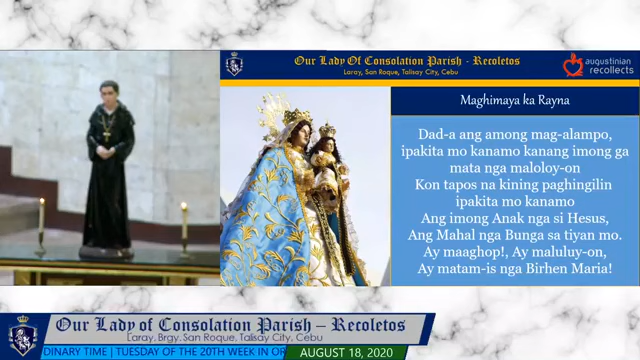 Our Lady Of Consolation Parish - Recoletos
Laray, San Roque, Talisay City, Cebu
augustinian
recollects
Maghimaya ka Rayna
Dad-a ang among mag-alampo,
ipakita mo kanamo kanang imong ga
mata nga maloloy-on
Kon tapos na kining paghingilin
ipakita mo kanamo
Ang imong Anak nga si Hesus,
Ang Mahal nga Bunga sa tiyan mo.
Ay maaghop!, Ay maluluy-on,
Ay matam-is nga Birhen Maria!
Our Lady of Consolation Parish - Recoletos
Laray, Brgy. San Roque, Talisay City, Cebu
DINARY TIME | TUESDAY OF THE 20TH WEEK IN OR
AUGUST 18, 2020